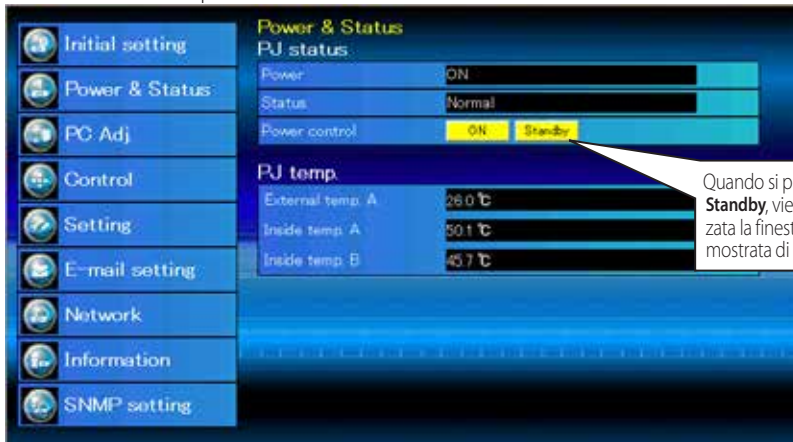 Initial setting
Power & Status
PC Adj.
Control
Setting
E-mail setting
Network
Information
SNMP setting
Power & Status
PJ status
Power ON
Status Normal
Power control ON Standby
PJ temp.
External temp. A 26.0 ℃
Inside temp. A 50.1 ℃
Inside temp. B 45.7 ℃
Quando si p
Standby, vie
zata la finest
mostrata di